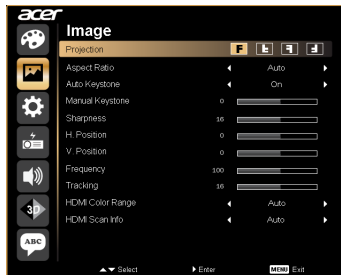 acer
Image
Projection F F F F
Aspect Ratio Auto
Auto Keystone On
Manual Keystone 0
Sharpness 16
H. Position 0
V. Position 0
Frequency 100
Tracking 16
HDMI Color Range Auto
HDMI Scan Info Auto
3D
ABC
Select Enter MENU Exit